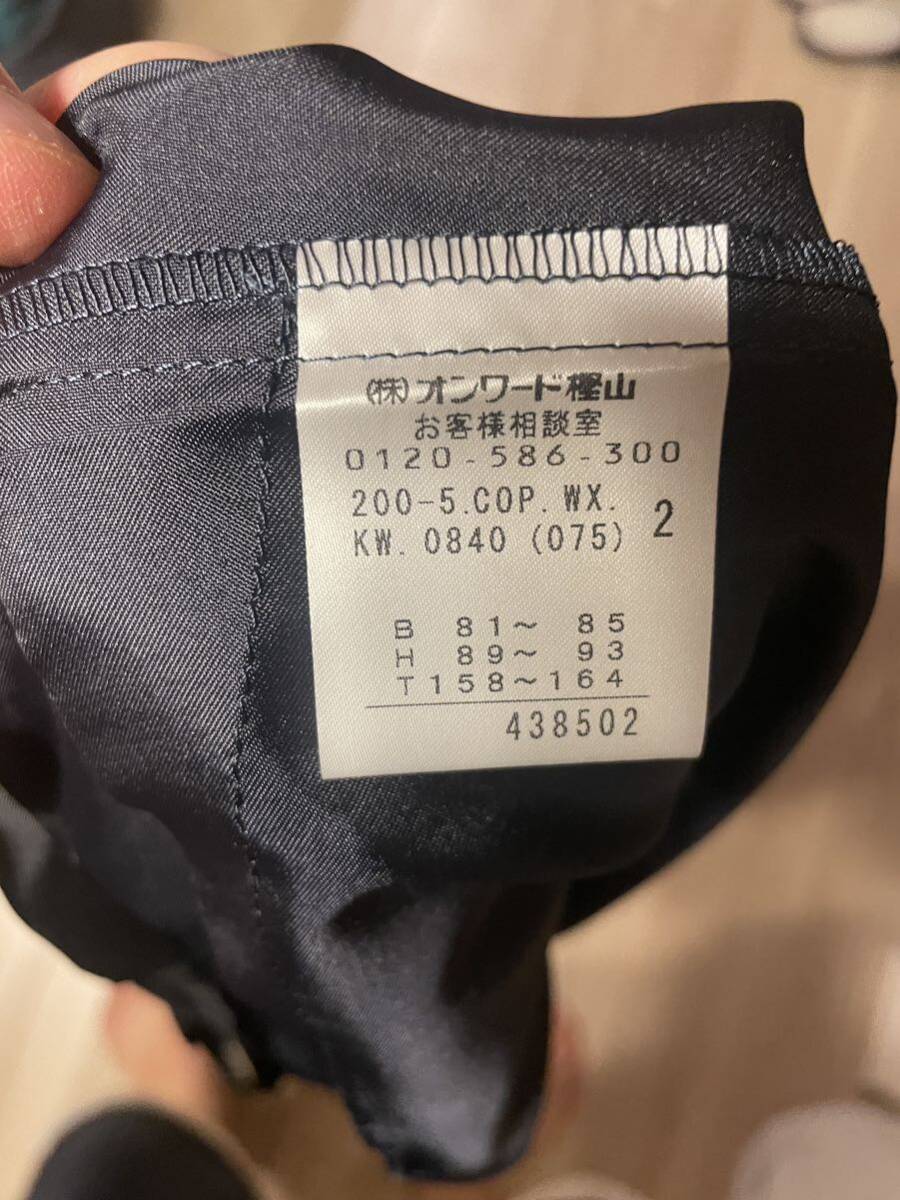 (株)オンワード樫山
お客様相談室
0120-586-300
200-5.COP.WX.
KW. 0840 (075) 2
B 81〜 85
H 89〜 93
T158〜164
438502